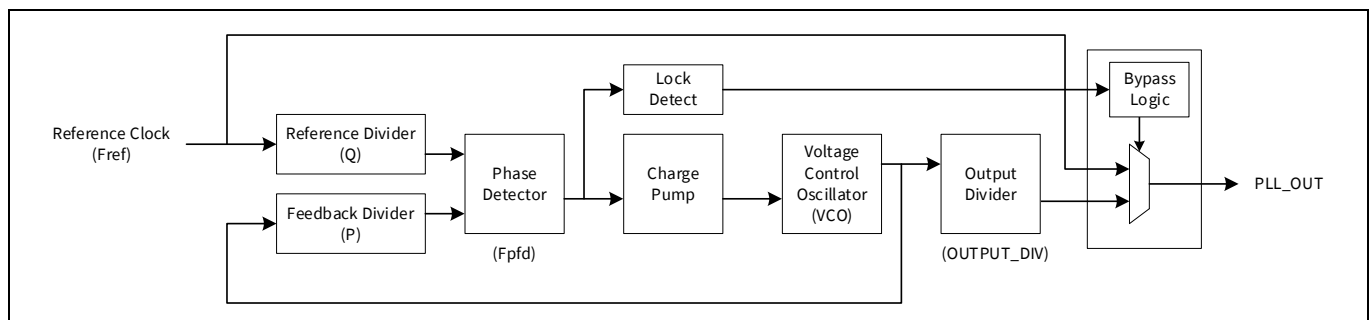 Reference Clock
(Fref)
Reference Divider
(Q)
Feedback Divider
(P)
Phase
Detector
(Fpfd)
Lock
Detect
Charge
Pump
Voltage
Control
Oscillator
(VCO)
Output
Divider
(OUTPUT_DIV)
Bypass
Logic
PLL_OUT